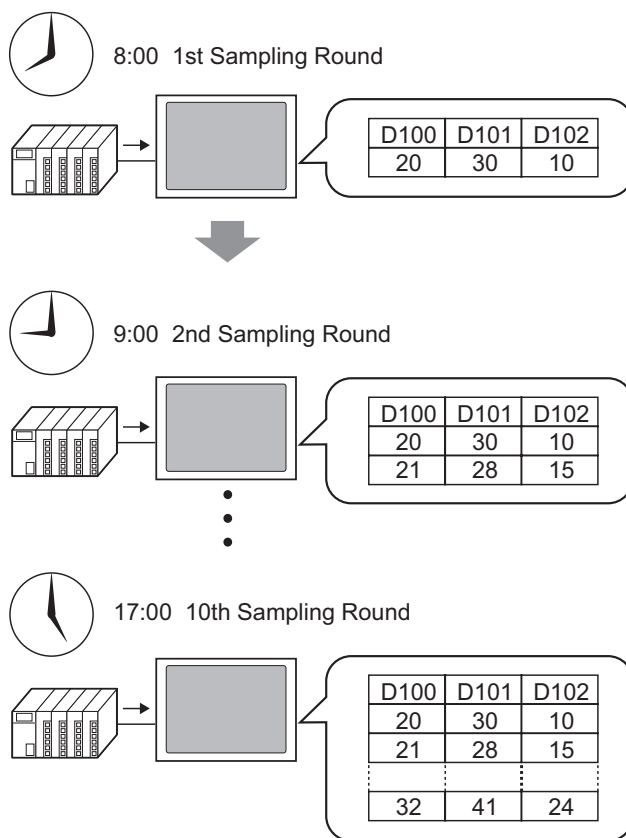 8:00 1st Sampling Round
D100 D101 D102
20 30 10
9:00 2nd Sampling Round
D100 D101 D102
20 30 10
21 28 15
17:00 10th Sampling Round
D100 D101 D102
20 30 10
21 28 15
32 41 24